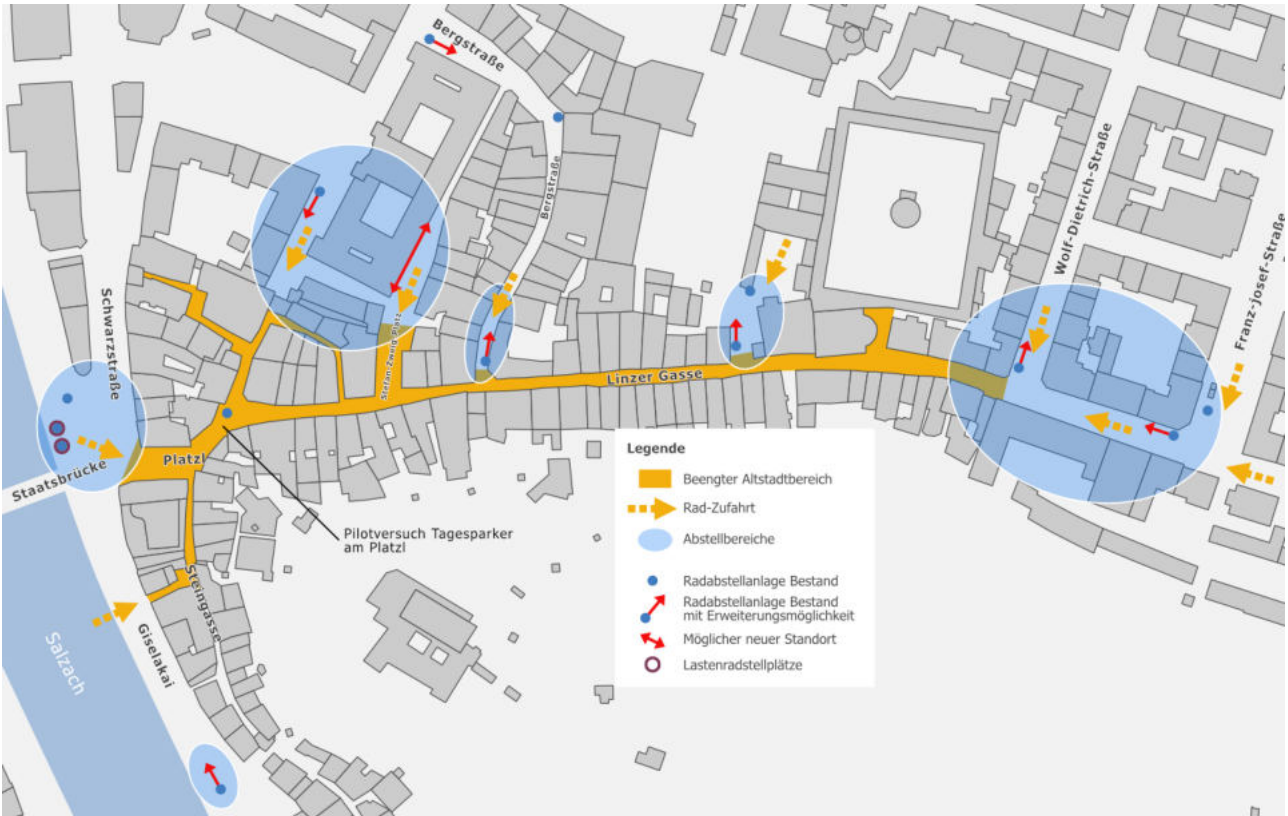 Bergstraße
Bergstraße
Wolf-Dietrich-Straße
Franz-josef-Straße
Schwarzstraße
Stefan-Zweig-Platz
Linzer Gasse
Platzl
Staatsbrücke
Pilotversuch Tagesparker
am Platzl
Steingasse
Giselakai
Salzach
Legende
Beengter Altstadtbereich
Rad-Zufahrt
Abstellbereiche
Radabstellanlage Bestand
Radabstellanlage Bestand
mit Erweiterungsmöglichkeit
Möglicher neuer Standort
Lastenradstellplätze